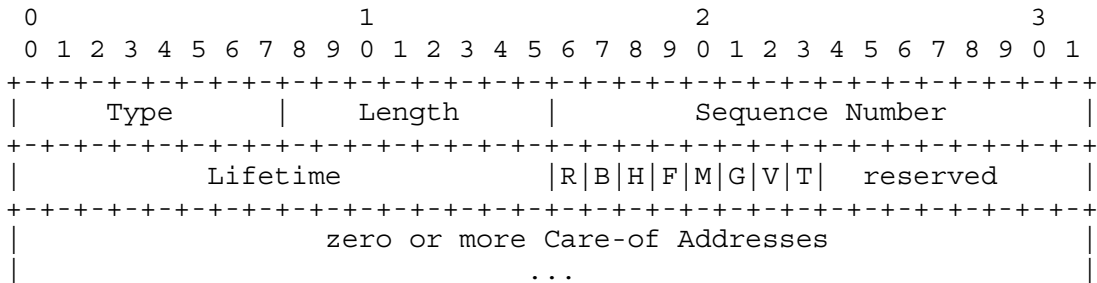 0                   1                   2                   3
 0 1 2 3 4 5 6 7 8 9 0 1 2 3 4 5 6 7 8 9 0 1 2 3 4 5 6 7 8 9 0 1
+-+-+-+-+-+-+-+-+-+-+-+-+-+-+-+-+-+-+-+-+-+-+-+-+-+-+-+-+-+-+-+-+
|     Type      |    Length     |        Sequence Number        |
+-+-+-+-+-+-+-+-+-+-+-+-+-+-+-+-+-+-+-+-+-+-+-+-+-+-+-+-+-+-+-+-+
|           Lifetime            |R|B|H|F|M|G|V|T|  reserved     |
+-+-+-+-+-+-+-+-+-+-+-+-+-+-+-+-+-+-+-+-+-+-+-+-+-+-+-+-+-+-+-+-+
|                  zero or more Care-of Addresses               |
|                              ...                              |